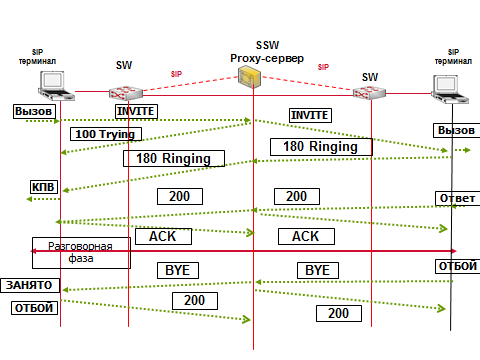 SSW
Proxy-сервер
SIP
терминал
SW
SIP
SIP
SW
SIP
терминал
Вызов
INVITE
INVITE
Вызов
100 Trying
180 Ringing
180 Ringing
КПВ
200
200
Ответ
ACK
ACK
Разговорная
фаза
BYE
BYE
ОТБОЙ
ЗАНЯТО
ОТБОЙ
200
200